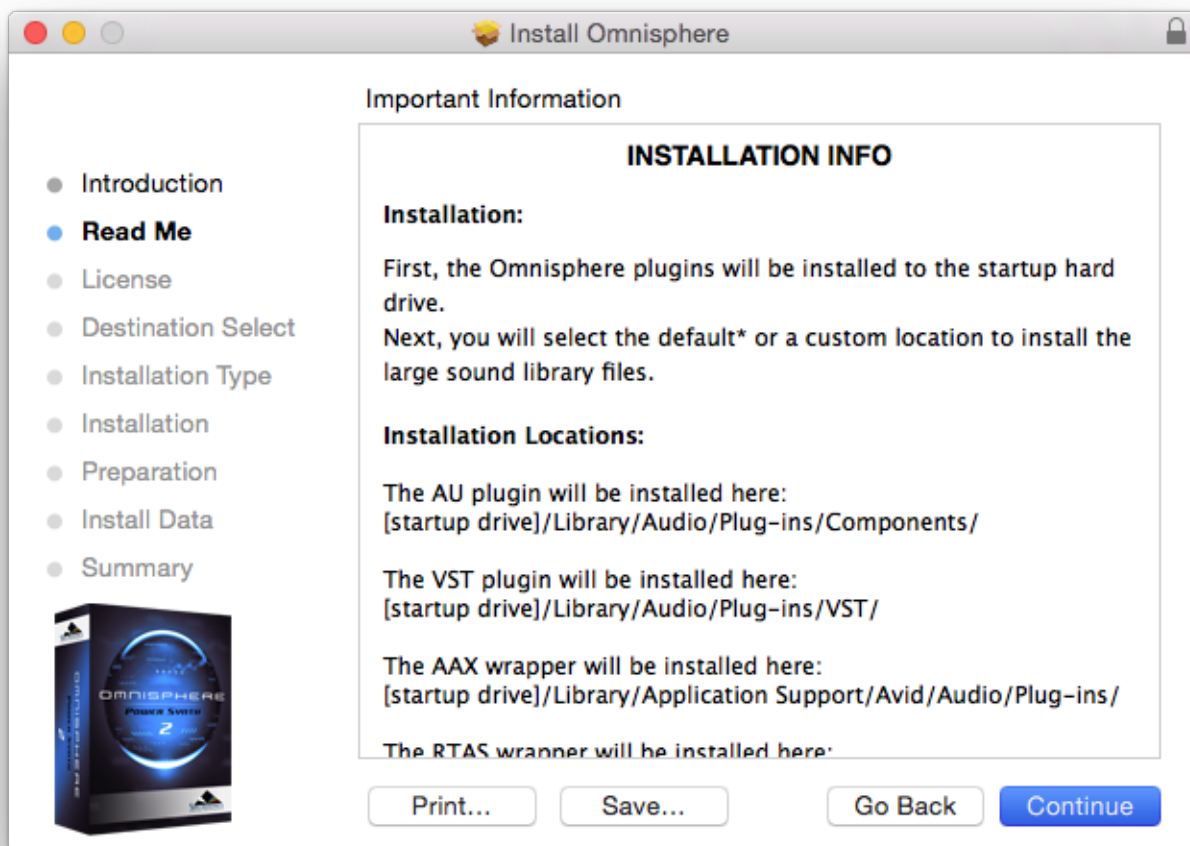 Install Omnisphere
Important Information
Introduction
Read Me
License
Destination Select
Installation Type
Installation
Preparation
Install Data
Summary
OMNISPHERE
POWER SYNTH
2
OMNISPHERE
INSTALLATION INFO
Installation:
First, the Omnisphere plugins will be installed to the startup hard
drive.
Next, you will select the default* or a custom location to install the
large sound library files.
Installation Locations:
The AU plugin will be installed here:
[startup drive]/Library/Audio/Plug-ins/Components/
The VST plugin will be installed here:
[startup drive]/Library/Audio/Plug-ins/VST/
The AAX wrapper will be installed here:
[startup drive]/Library/Application Support/Avid/Audio/Plug-ins/
The RTAS wrapper will be installed here:
Print...
Save...
Go Back
Continue